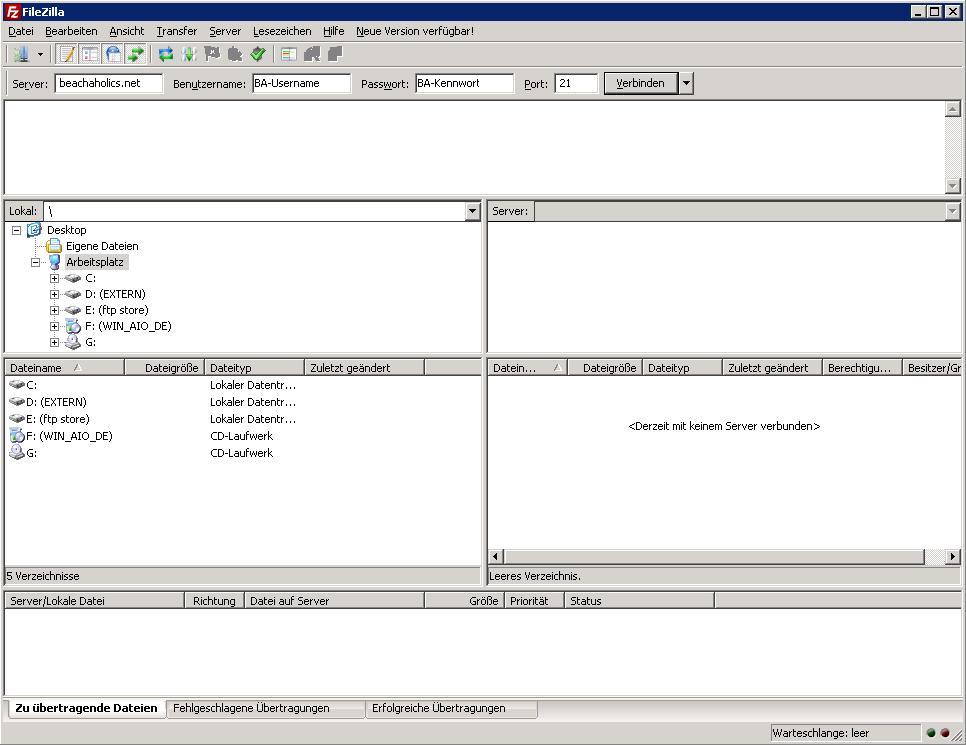 FileZilla
Datei Bearbeiten Ansicht Transfer Server Lesezeichen Hilfe Neue Version verfügbar!
Server: beachaholics.net Benutzername: BA-Username Passwort: BA-Kennwort Port: 21 Verbinden
Lokal: \
Server:
Desktop
Eigene Dateien
Arbeitsplatz
C:
D: (EXTERN)
E: (ftp store)
F: (WIN_AIO_DE)
G:
Dateiname Dateigröße Dateityp Zuletzt geändert
C: Lokaler Datentr...
D: (EXTERN) Lokaler Datentr...
E: (ftp store) Lokaler Datentr...
F: (WIN_AIO_DE) CD-Laufwerk
G: CD-Laufwerk
5 Verzeichnisse
Datein... Dateigröße Dateityp Zuletzt geändert Berechtigu... Besitzer/Gr
<Derzeit mit keinem Server verbunden>
Leeres Verzeichnis.
Server/Lokale Datei Richtung Datei auf Server Größe Priorität Status
Zu übertragende Dateien Fehlgeschlagene Übertragungen Erfolgreiche Übertragungen
Warteschlange: leer